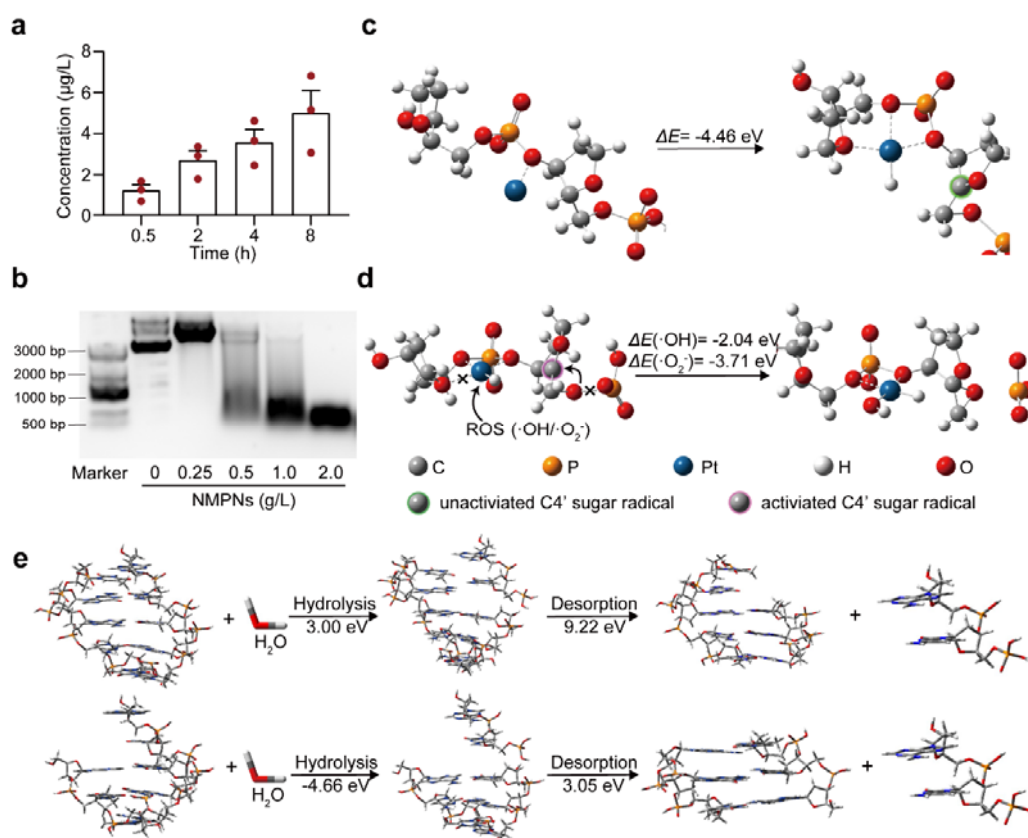 a
Concentration (µg/L)
8
6
4
2
0
0.5 2 4 8
Time (h)
b
3000 bp
2000 bp
1000 bp
500 bp
Marker 0 0.25 0.5 1.0 2.0
NMPNs (g/L)
c
ΔE= -4.46 eV
d
ΔE(·OH)= -2.04 eV
ΔE(·O₂⁻)= -3.71 eV
ROS (·OH/·O₂⁻)
C P Pt H O
unactiviated C4' sugar radical activiated C4' sugar radical
e
+ H₂O Hydrolysis 3.00 eV Desorption 9.22 eV +
+ H₂O Hydrolysis -4.66 eV Desorption 3.05 eV +